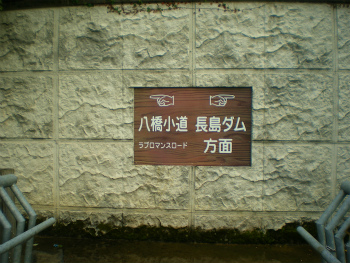 八橋小道 長島ダム
ラブロマンスロード 方面